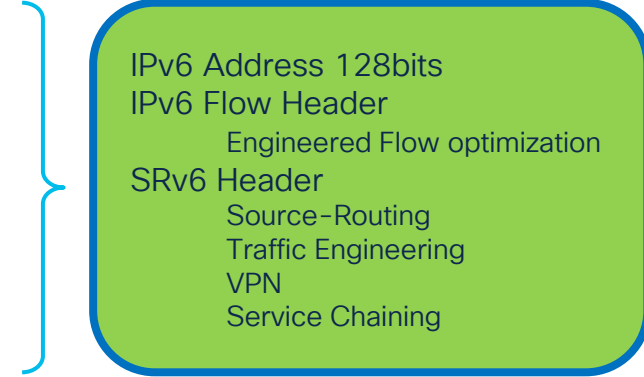 IPv6 Address 128bits
IPv6 Flow Header
Engineered Flow optimization
SRv6 Header
Source-Routing
Traffic Engineering
VPN
Service Chaining